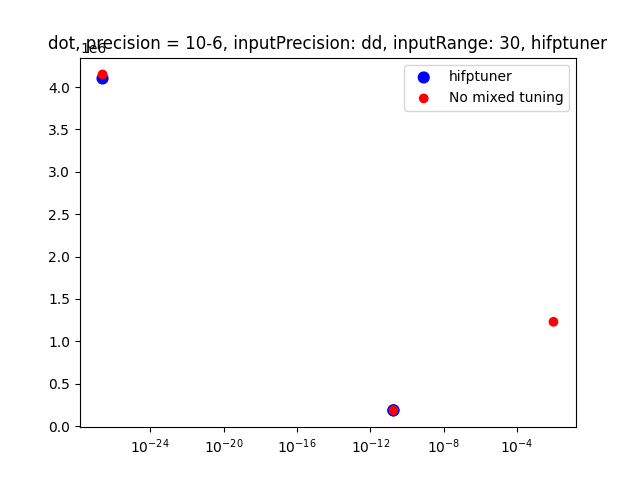 dot, precision = 10-6, inputPrecision: dd, inputRange: 30, hifptuner
1e6
hifptuner
No mixed tuning
4.0
3.5
3.0
2.5
2.0
1.5
1.0
0.5
0.0
10⁻²⁴ 10⁻²⁰ 10⁻¹⁶ 10⁻¹² 10⁻⁸ 10⁻⁴